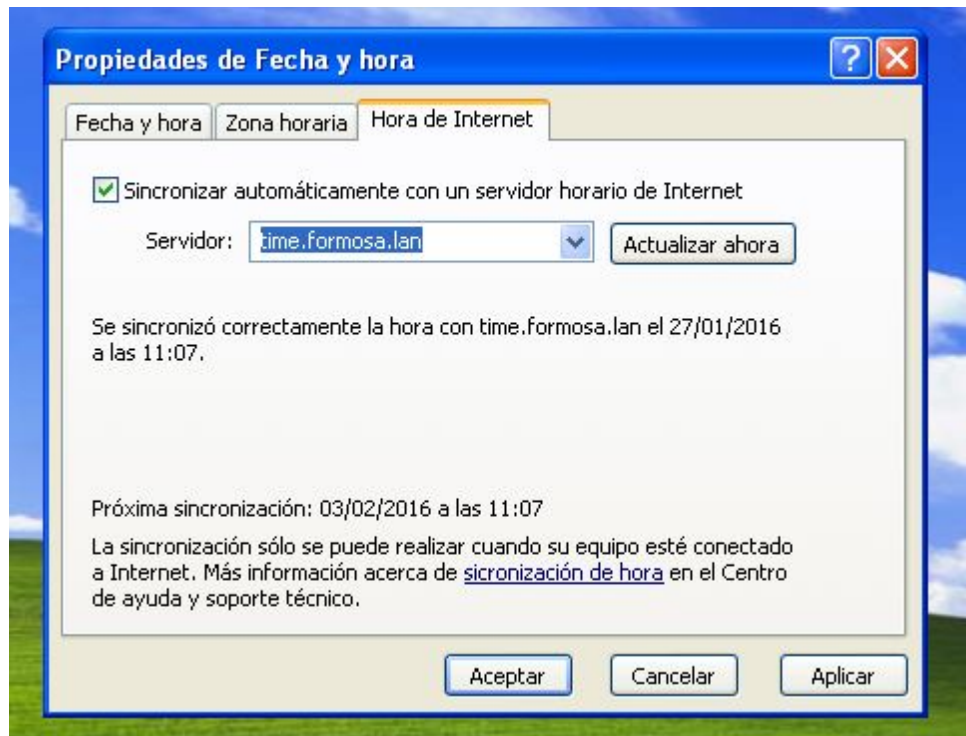 Propiedades de Fecha y hora
Fecha y hora
Zona horaria
Hora de Internet
Sincronizar automáticamente con un servidor horario de Internet
Servidor: time.formosa.lan Actualizar ahora
Se sincronizó correctamente la hora con time.formosa.lan el 27/01/2016
a las 11:07.
Próxima sincronización: 03/02/2016 a las 11:07
La sincronización sólo se puede realizar cuando su equipo esté conectado
a Internet. Más información acerca de sicronización de hora en el Centro
de ayuda y soporte técnico.
Aceptar
Cancelar
Aplicar